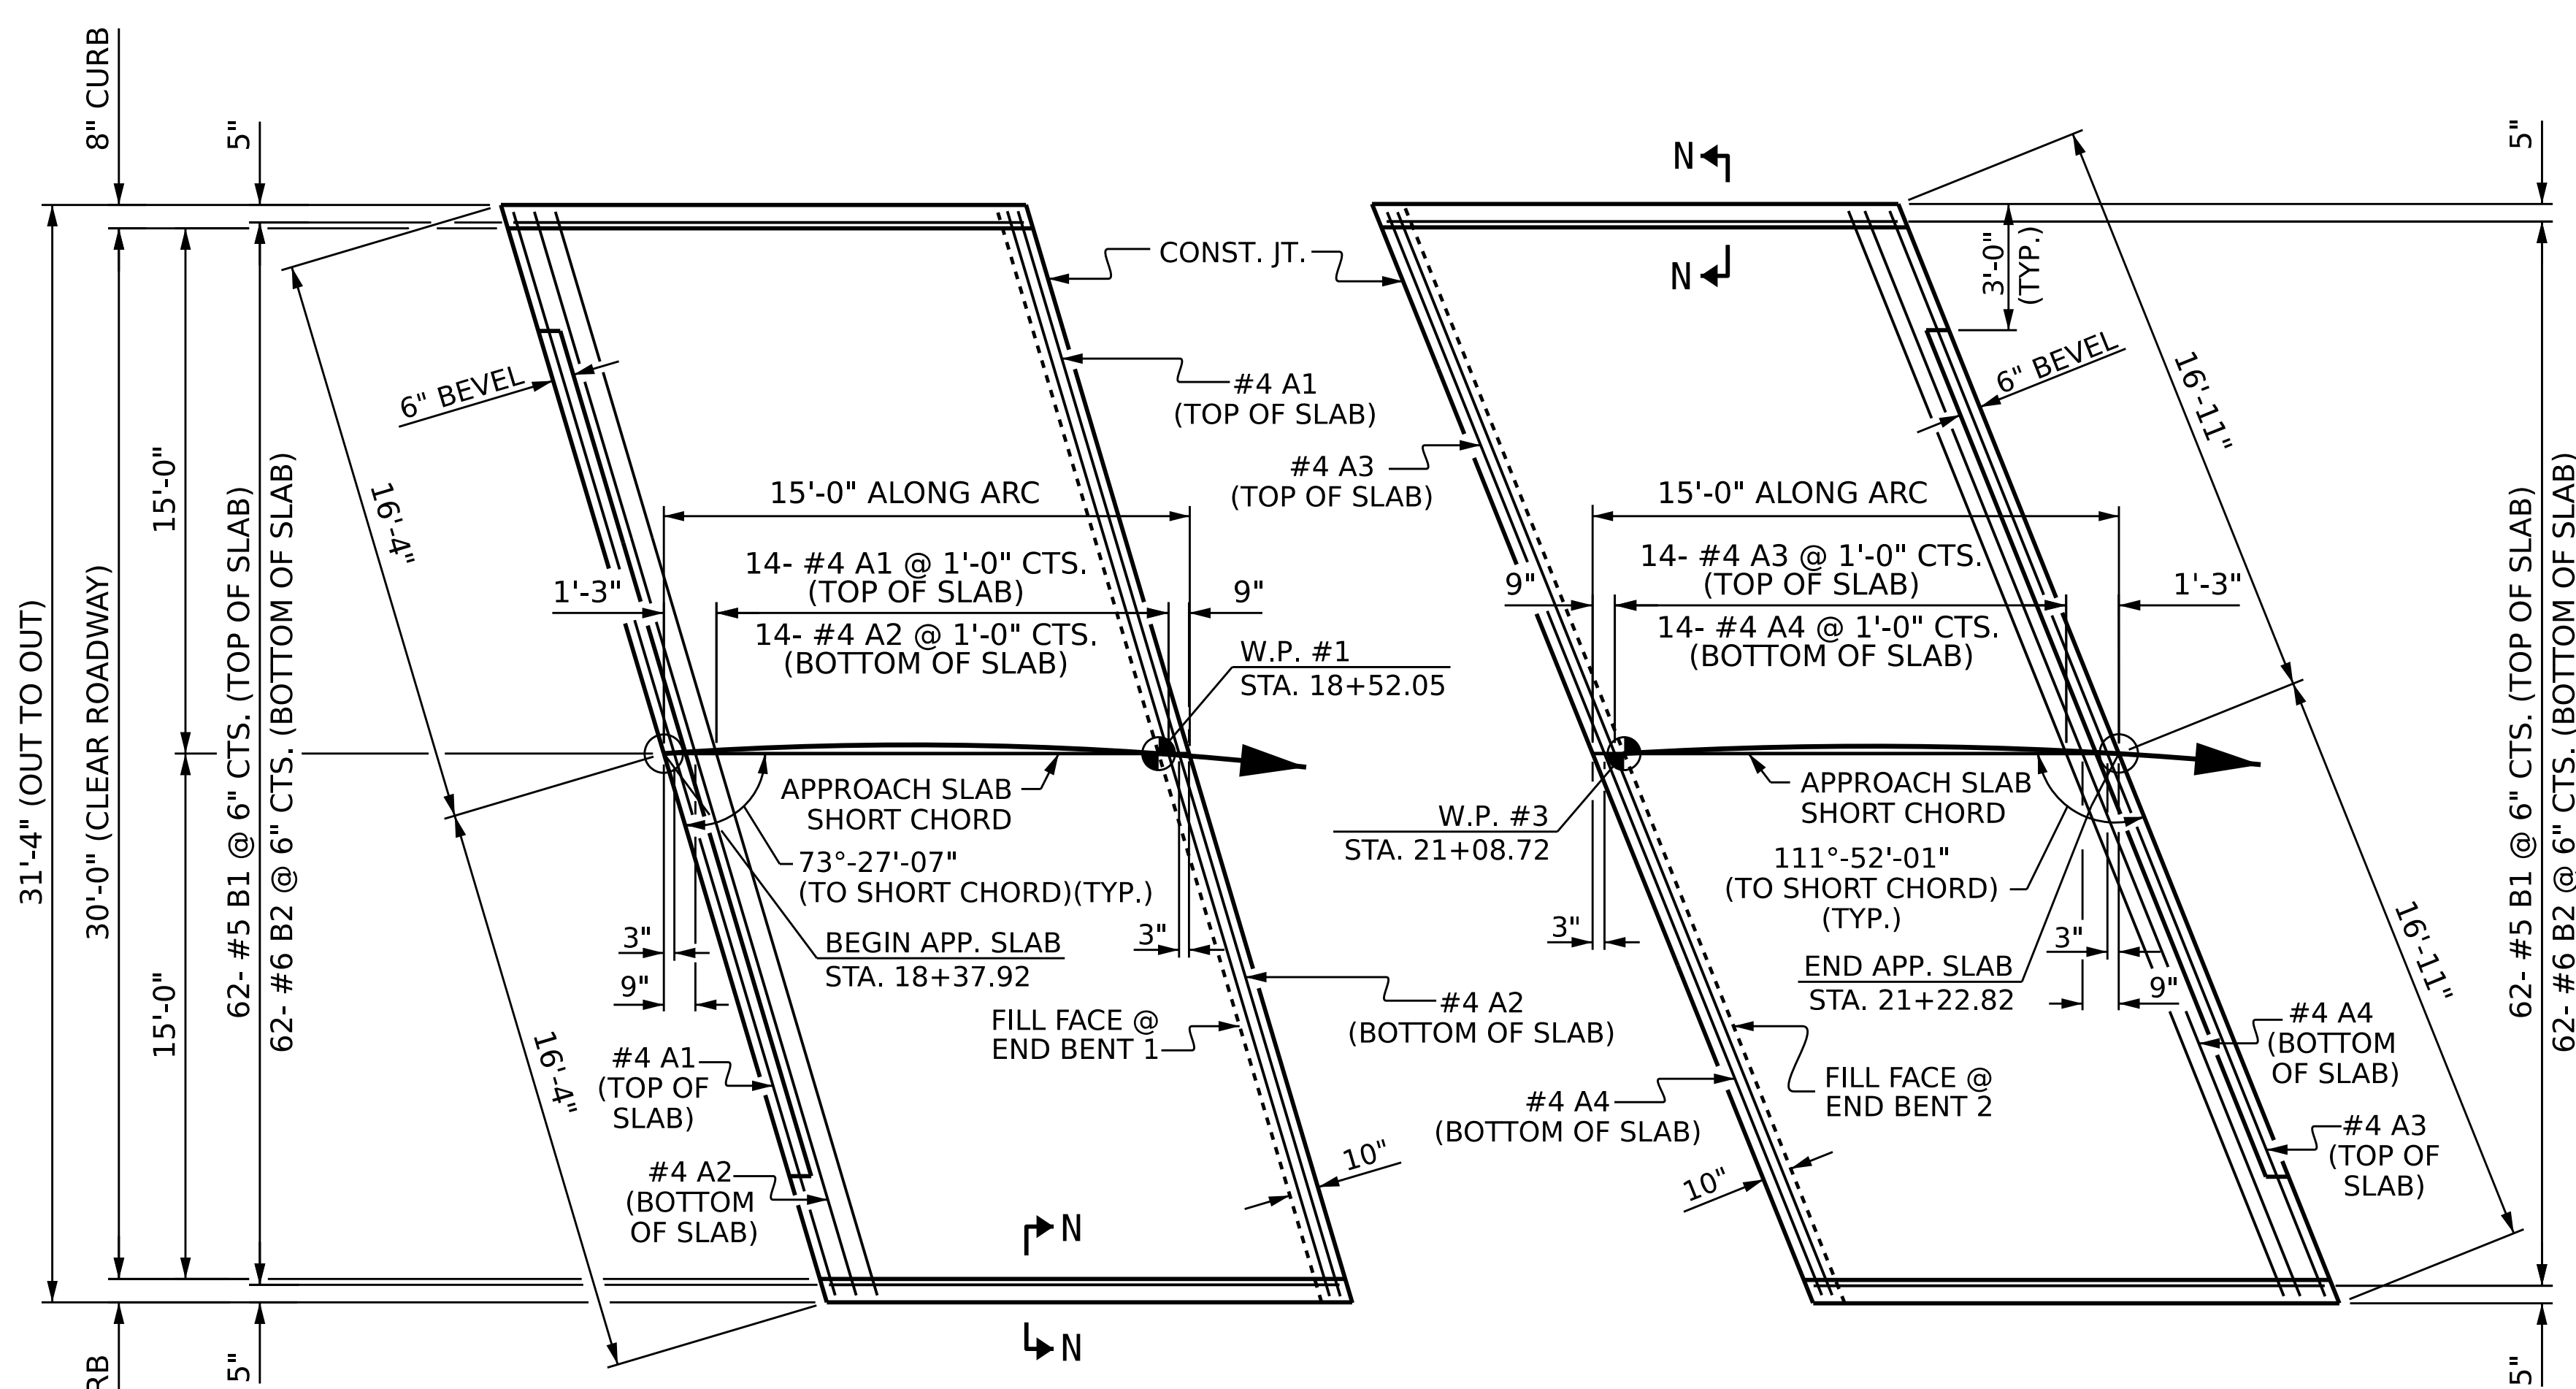 8" CURB
5"
31'-4" (OUT TO OUT)
30'-0" (CLEAR ROADWAY)
15'-0"
15'-0"
62- #5 B1 @ 6" CTS. (TOP OF SLAB)
62- #6 B2 @ 6" CTS. (BOTTOM OF SLAB)
RB
5"
16'-4"
16'-4"
6" BEVEL
15'-0" ALONG ARC
14- #4 A1 @ 1'-0" CTS.
(TOP OF SLAB)
14- #4 A2 @ 1'-0" CTS.
(BOTTOM OF SLAB)
1'-3"
9"
CONST. JT.
#4 A1
(TOP OF SLAB)
#4 A3
(TOP OF SLAB)
W.P. #1
STA. 18+52.05
APPROACH SLAB
SHORT CHORD
73°-27'-07"
(TO SHORT CHORD)(TYP.)
BEGIN APP. SLAB
STA. 18+37.92
3"
9"
3"
FILL FACE @
END BENT 1
#4 A1
(TOP OF
SLAB)
#4 A2
(BOTTOM
OF SLAB)
#4 A2
(BOTTOM OF SLAB)
10"
N
N
N
N
3'-0"
(TYP.)
6" BEVEL
16'-11"
16'-11"
15'-0" ALONG ARC
14- #4 A3 @ 1'-0" CTS.
(TOP OF SLAB)
14- #4 A4 @ 1'-0" CTS.
(BOTTOM OF SLAB)
9"
1'-3"
W.P. #3
STA. 21+08.72
APPROACH SLAB
SHORT CHORD
111°-52'-01"
(TO SHORT CHORD)
(TYP.)
END APP. SLAB
STA. 21+22.82
3"
3"
9"
#4 A4
(BOTTOM OF SLAB)
FILL FACE @
END BENT 2
10"
#4 A4
(BOTTOM
OF SLAB)
#4 A3
(TOP OF
SLAB)
5"
62- #5 B1 @ 6" CTS. (TOP OF SLAB)
62- #6 B2 @ 6" CTS. (BOTTOM OF SLAB)
5"